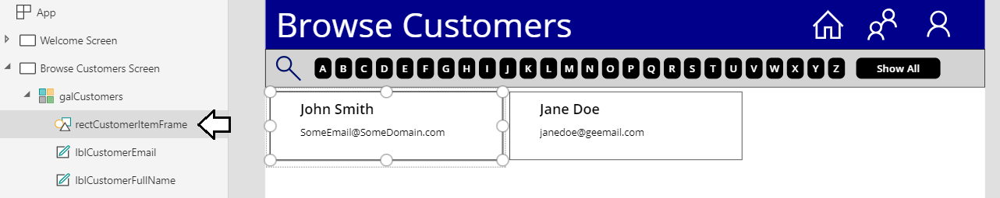 App
Welcome Screen
Browse Customers Screen
galCustomers
rectCustomerItemFrame
lblCustomerEmail
lblCustomerFullName
Browse Customers
A B C D E F G H I J K L M N O P Q R S T U V W X Y Z Show All
John Smith
SomeEmail@SomeDomain.com
Jane Doe
janedoe@geemail.com